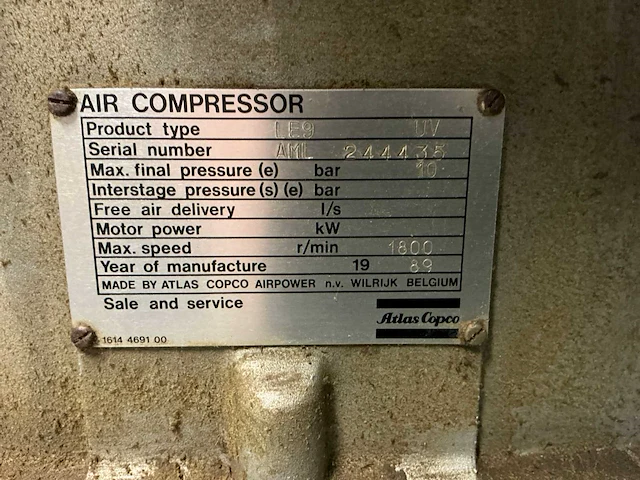 AIR COMPRESSOR
Product type LE9 UV
Serial number AML 244435
Max. final pressure (e) bar 10
Interstage pressure (s) (e) bar
Free air delivery l/s
Motor power kW
Max. speed r/min 1800
Year of manufacture 19 89
MADE BY ATLAS COPCO AIRPOWER n.v. WILRIJK BELGIUM
Sale and service
Atlas Copco
1614 4691 00